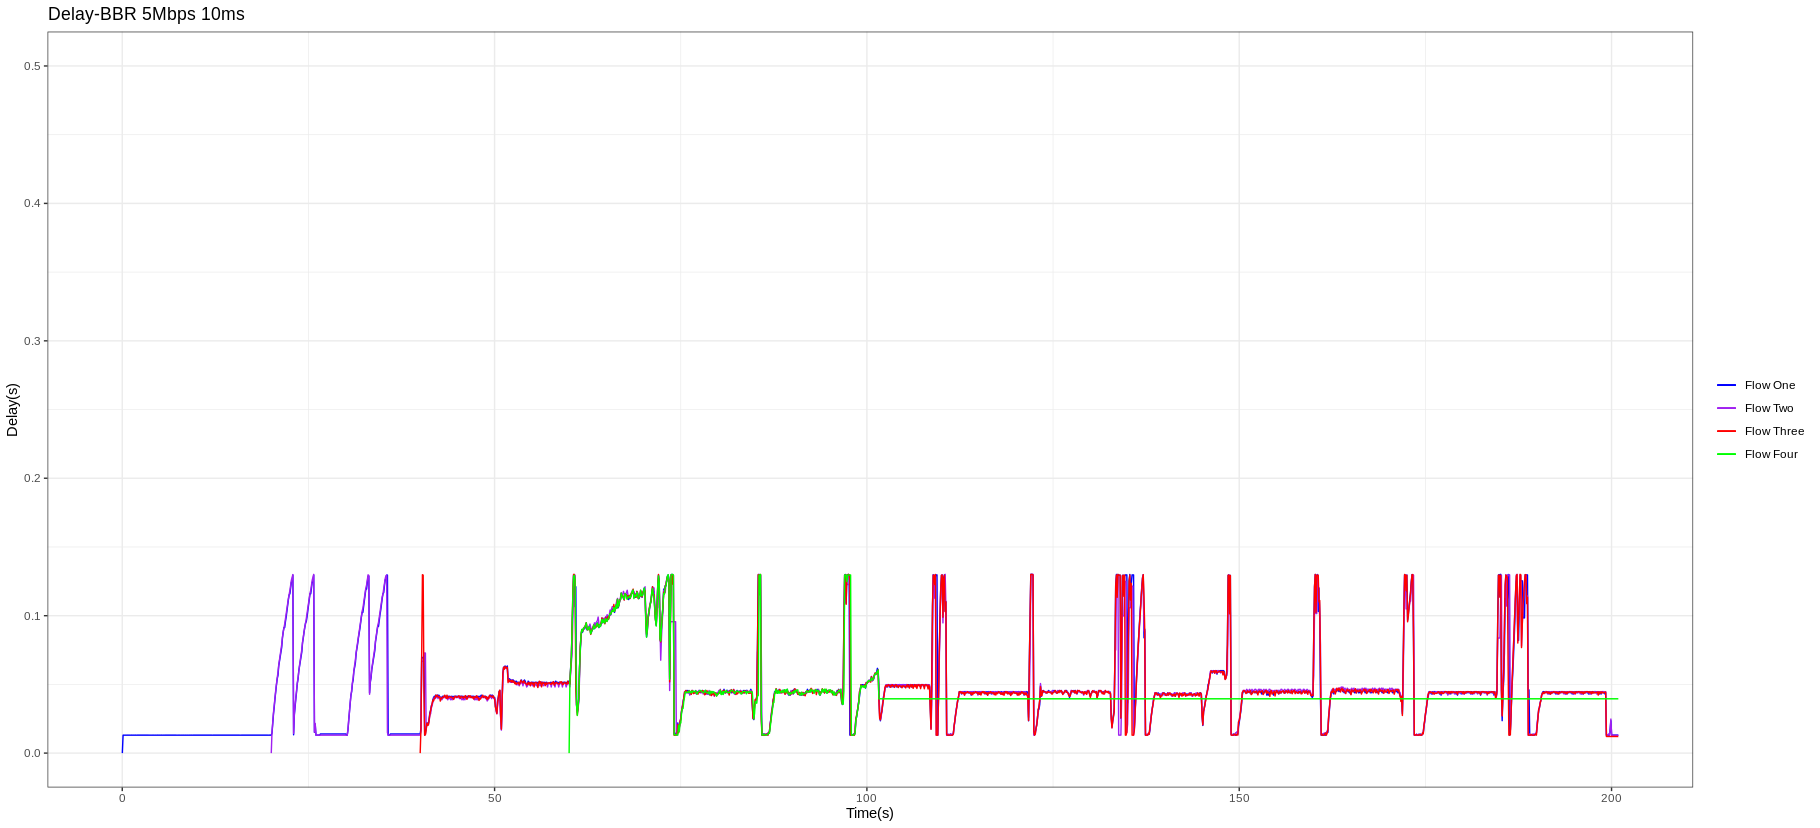 Delay-BBR 5Mbps 10ms
0.5
0.4
0.3
0.2
0.1
0.0
Delay(s)
0 50 100 150 200
Time(s)
Flow One
Flow Two
Flow Three
Flow Four